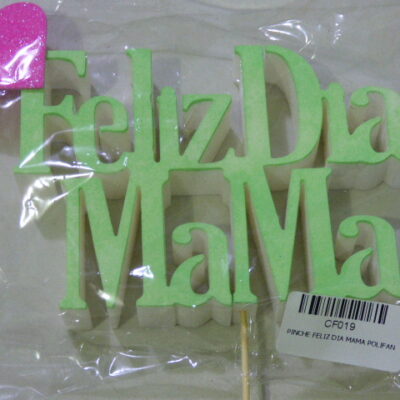 Feliz Dia
MaMa
CF019
PINCHE FELIZ DIA MAMA POLIFAN